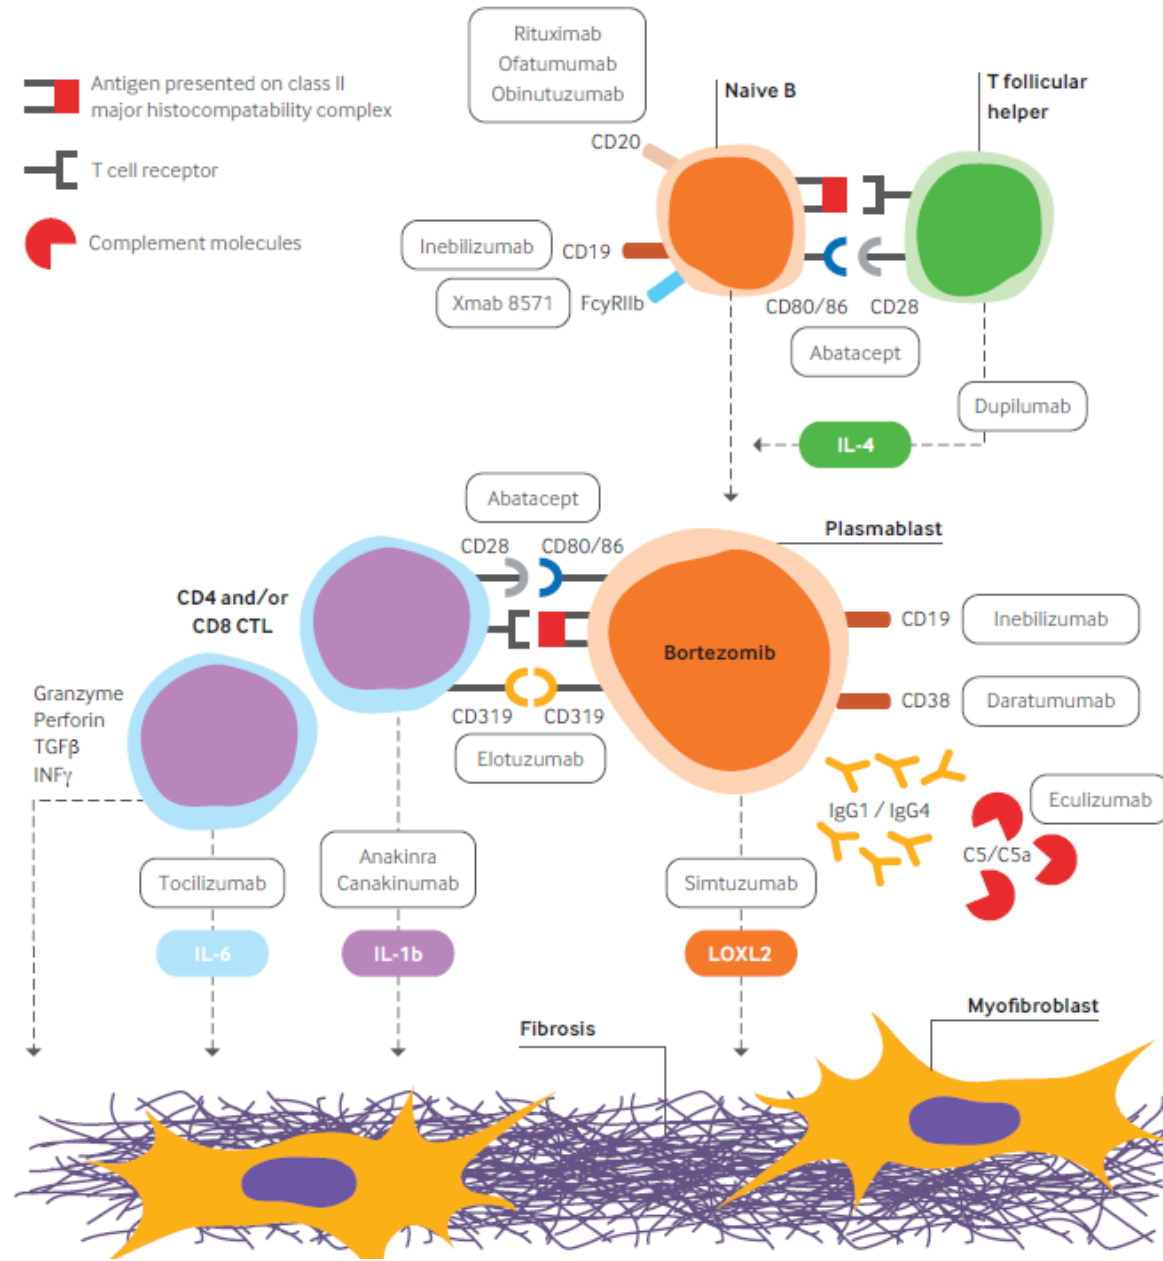 Rituximab
Ofatumumab
Obinutuzumab
Antigen presented on class II
major histocompatability complex
T cell receptor
Complement molecules
Naive B
T follicular
helper
CD20
Inebilizumab
CD19
Xmab 8571
FcyRIIb
CD80/86
CD28
Abatacept
Dupilumab
IL-4
Abatacept
CD28
CD80/86
Plasmablast
CD4 and/or
CD8 CTL
Bortezomib
CD19
Inebilizumab
CD38
Daratumumab
CD319
CD319
Elotuzumab
Granzyme
Perforin
TGFβ
INFγ
IgG1 / IgG4
Eculizumab
C5/C5a
Tocilizumab
Anakinra
Canakinumab
Simtuzumab
IL-6
IL-1b
LOXL2
Fibrosis
Myofibroblast